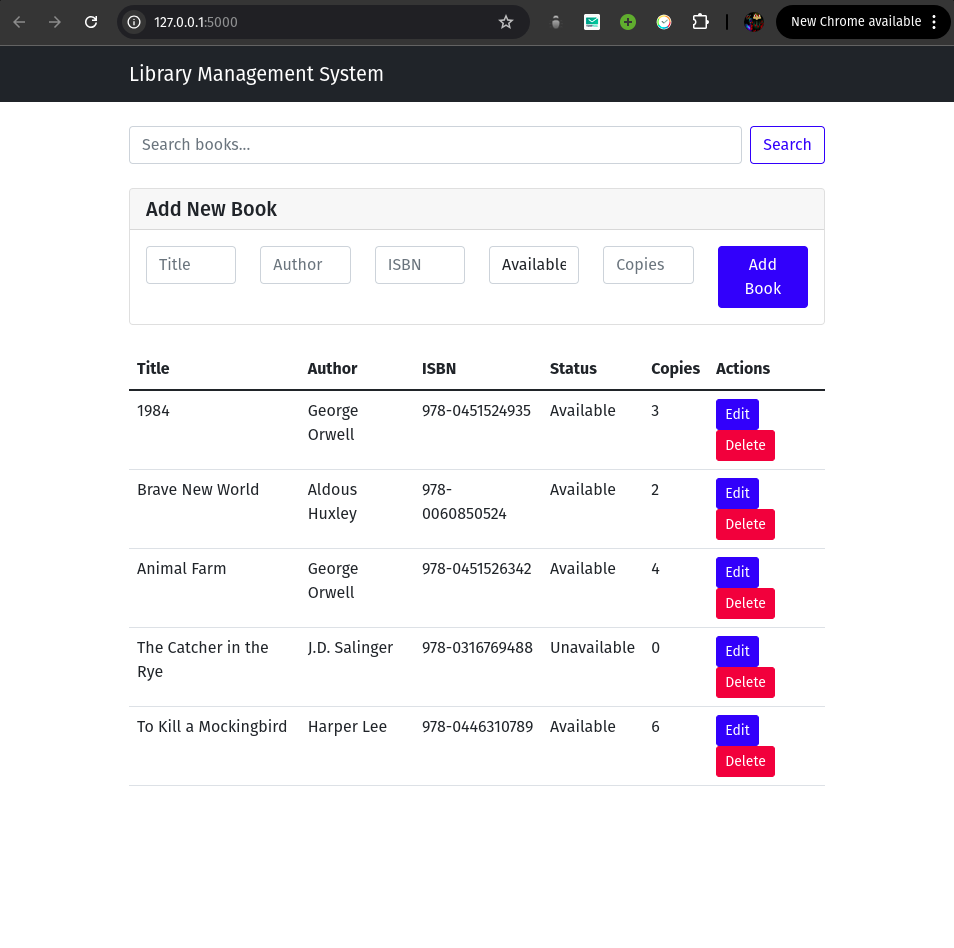 127.0.0.1:5000
New Chrome available
Library Management System
Search books...
Search
Add New Book
Title Author ISBN Available Copies Add
Book
Title Author ISBN Status Copies Actions
1984 George 978-0451524935 Available 3 Edit
Orwell Delete
Brave New World Aldous 978- Available 2 Edit
Huxley 0060850524 Delete
Animal Farm George 978-0451526342 Available 4 Edit
Orwell Delete
The Catcher in the J.D. Salinger 978-0316769488 Unavailable 0 Edit
Rye Delete
To Kill a Mockingbird Harper Lee 978-0446310789 Available 6 Edit
Delete